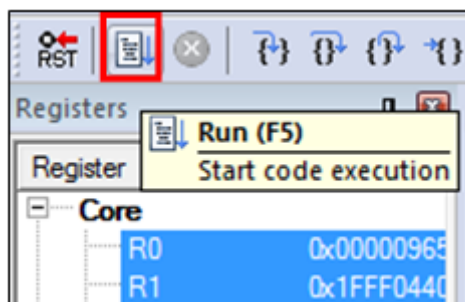 RST
Registers
Run (F5)
Start code execution
Register
Core
R0 0x00000965
R1 0x1FFF0440